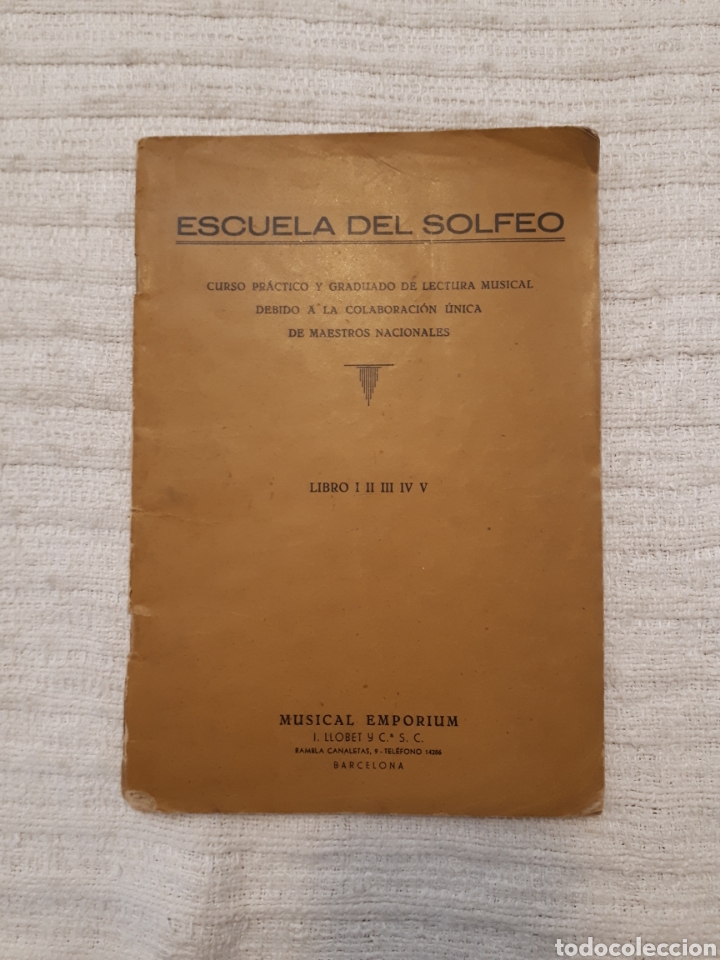 ESCUELA DEL SOLFEO
CURSO PRÁCTICO Y GRADUADO DE LECTURA MUSICAL
DEBIDO A LA COLABORACIÓN ÚNICA
DE MAESTROS NACIONALES
LIBRO I II III IV V
MUSICAL EMPORIUM
I. LLOBET Y C.ª S. C.
RAMBLA CANALETAS, 9 - TELÉFONO 14206
BARCELONA
todocoleccion